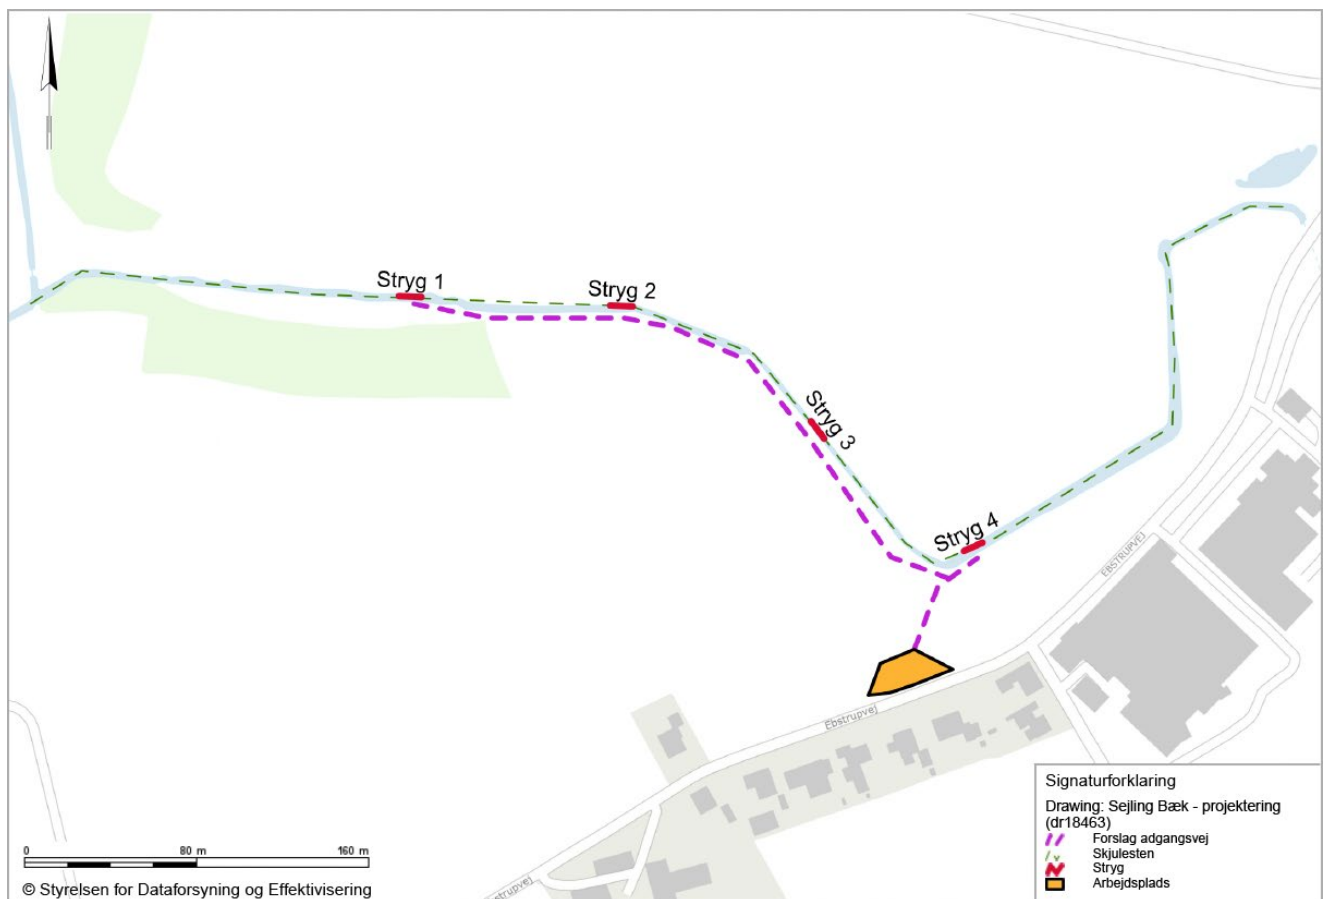 Stryg 1
Stryg 2
Stryg 3
Stryg 4
EBSTRUPVEJ
Ebstrupvej
Ebstrupvej
Signaturforklaring
Drawing: Sejling Bæk - projektering
(dr18463)
Forslag adgangsvej
Skjulesten
Stryg
Arbejdsplads
0 80 m 160 m
© Styrelsen for Dataforsyning og Effektivisering